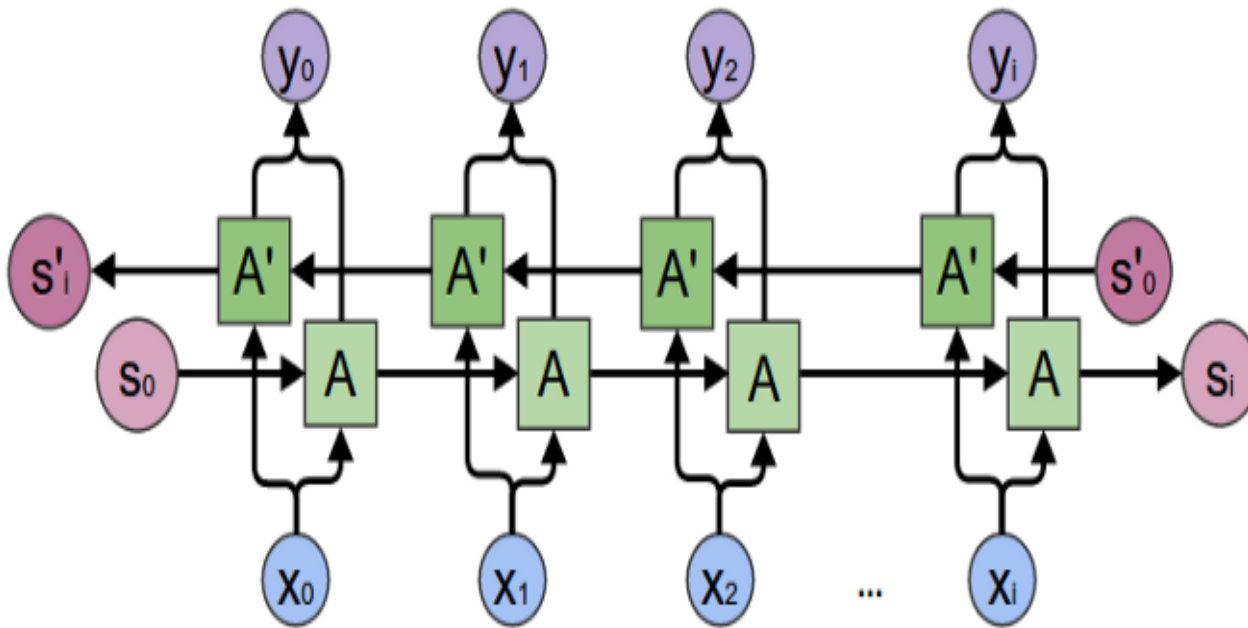 y₀ y₁ y₂ yᵢ
s'ᵢ A' A' A' A' s'₀
s₀ A A A A sᵢ
x₀ x₁ x₂ ... xᵢ